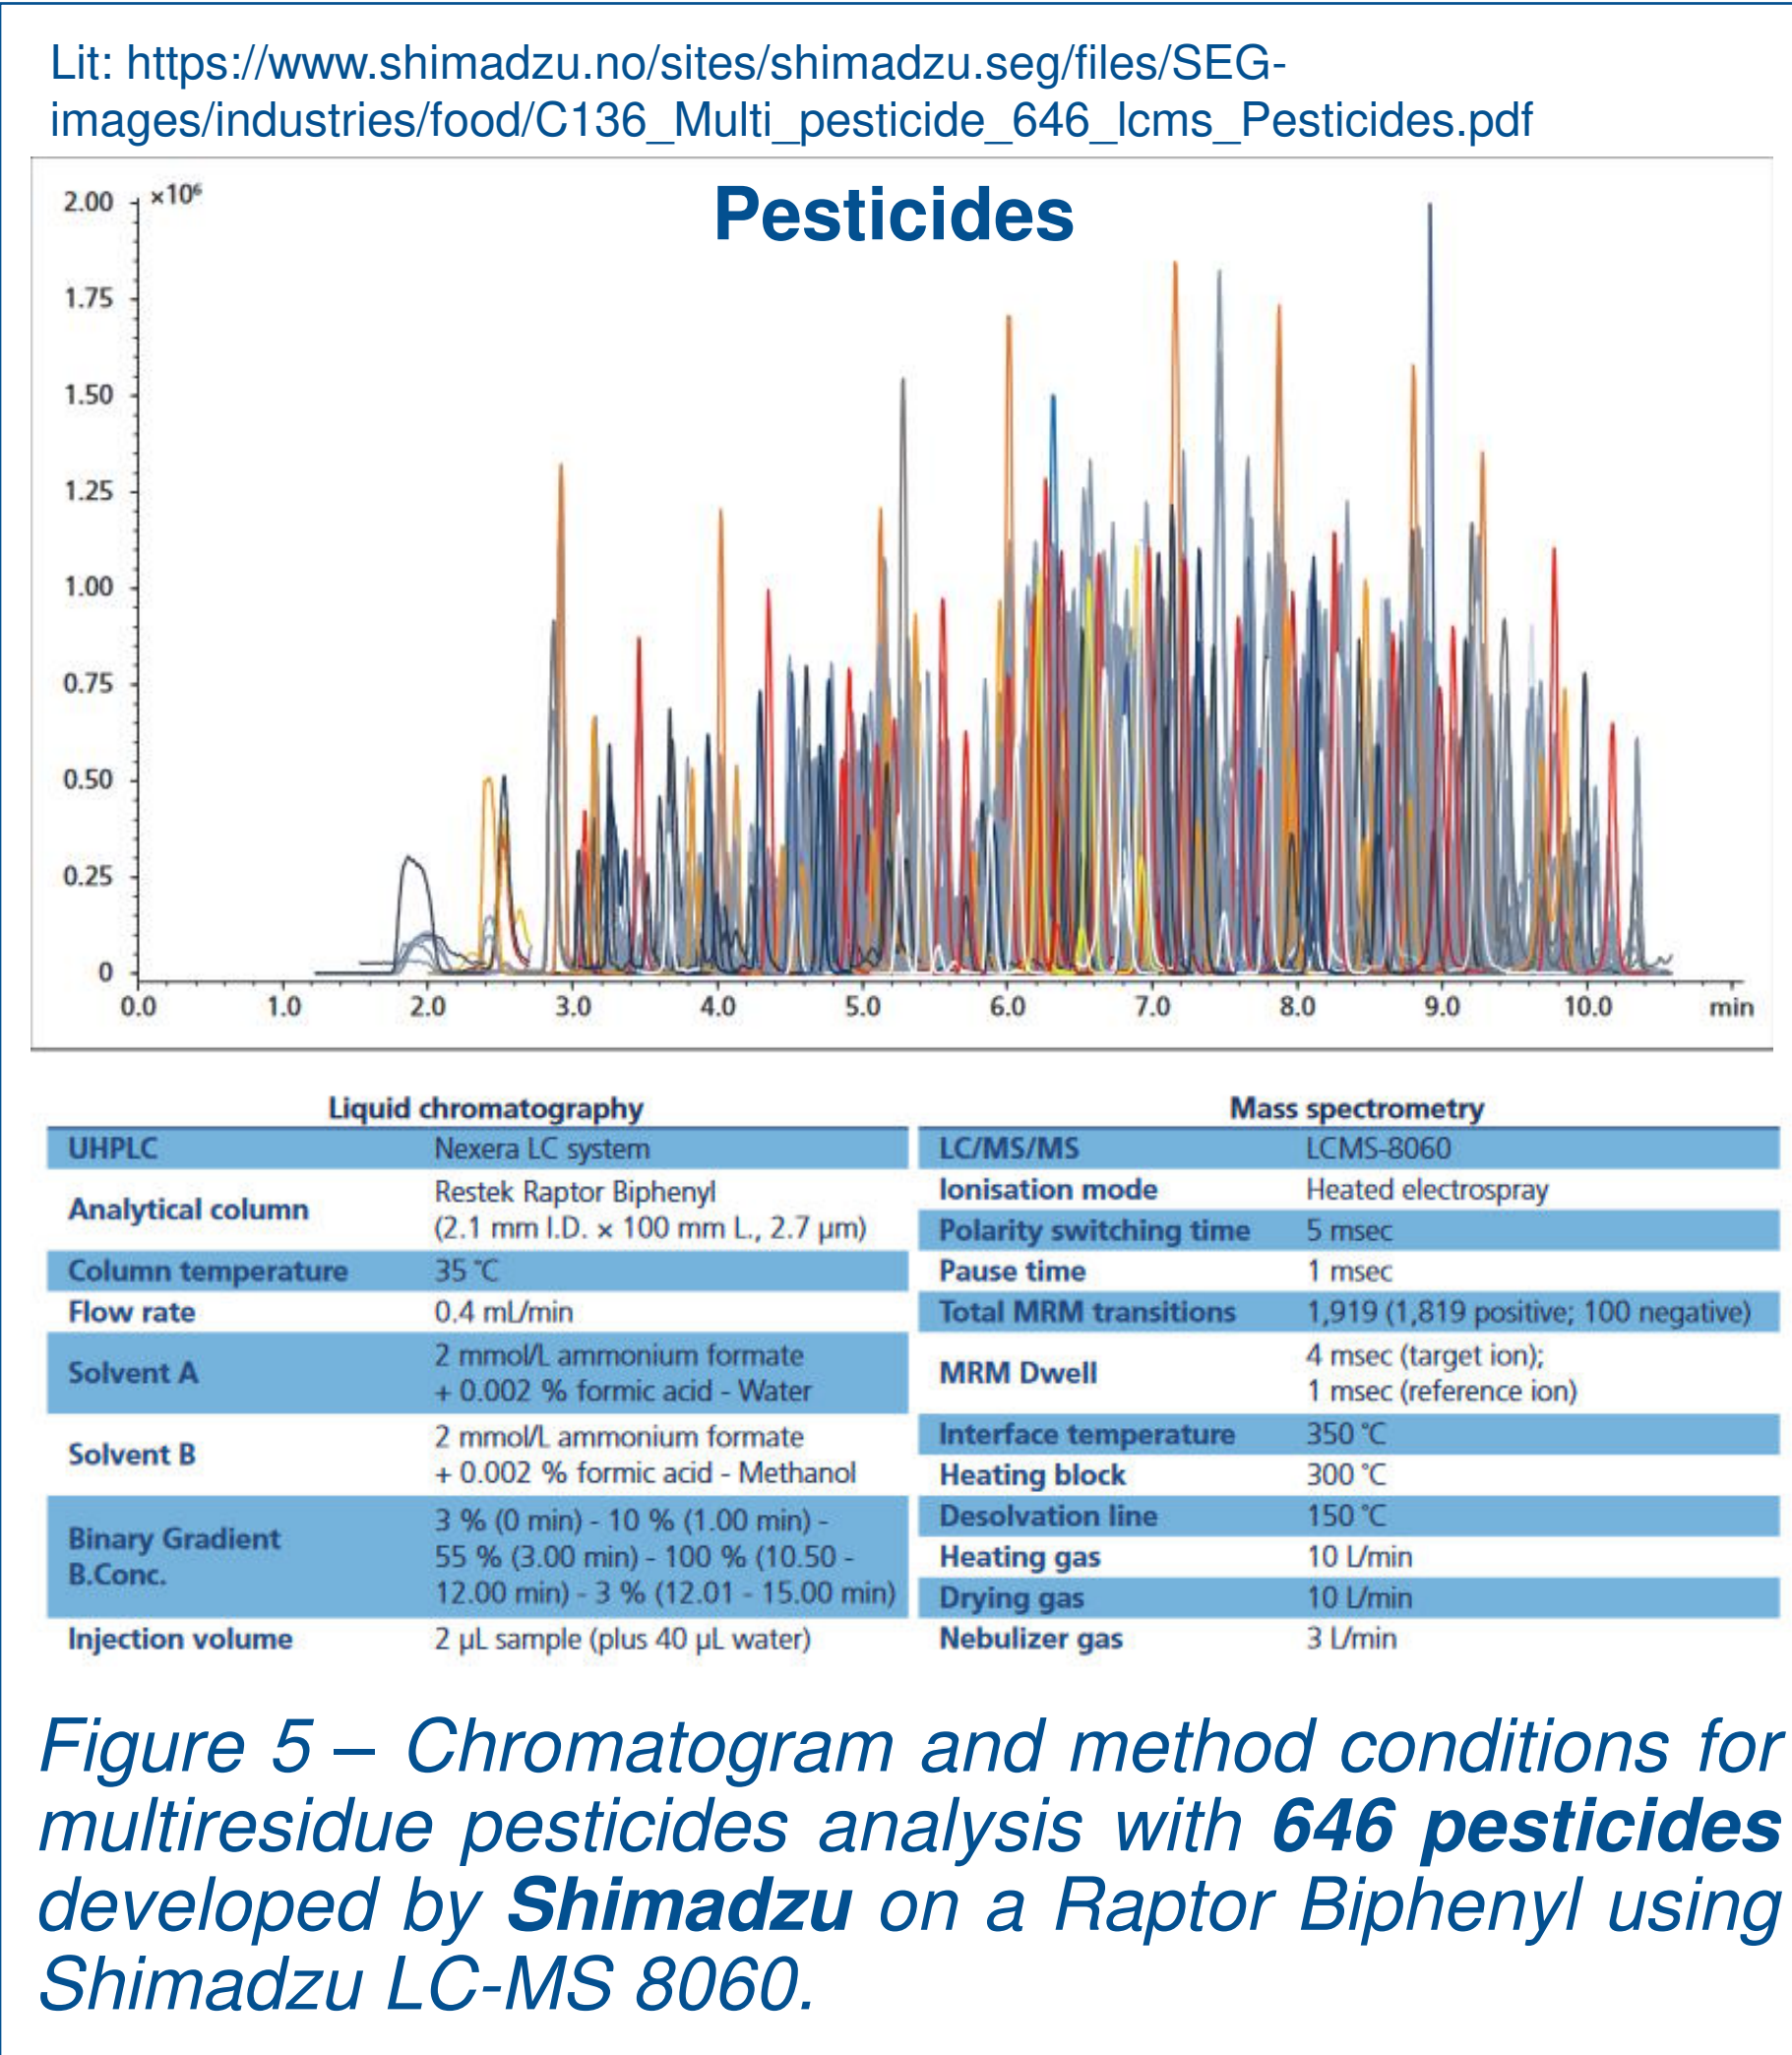 Lit: https://www.shimadzu.no/sites/shimadzu.seg/files/SEG-
images/industries/food/C136_Multi_pesticide_646_lcms_Pesticides.pdf
Pesticides
×10⁶
2.00
1.75
1.50
1.25
1.00
0.75
0.50
0.25
0
0.0 1.0 2.0 3.0 4.0 5.0 6.0 7.0 8.0 9.0 10.0 min
Liquid chromatography
UHPLC Nexera LC system
Analytical column Restek Raptor Biphenyl
(2.1 mm I.D. × 100 mm L., 2.7 µm)
Column temperature 35 °C
Flow rate 0.4 mL/min
Solvent A 2 mmol/L ammonium formate
+ 0.002 % formic acid - Water
Solvent B 2 mmol/L ammonium formate
+ 0.002 % formic acid - Methanol
Binary Gradient
B.Conc.
3 % (0 min) - 10 % (1.00 min) -
55 % (3.00 min) - 100 % (10.50 -
12.00 min) - 3 % (12.01 - 15.00 min)
Injection volume 2 µL sample (plus 40 µL water)
Mass spectrometry
LC/MS/MS LCMS-8060
Ionisation mode Heated electrospray
Polarity switching time 5 msec
Pause time 1 msec
Total MRM transitions 1,919 (1,819 positive; 100 negative)
MRM Dwell 4 msec (target ion);
1 msec (reference ion)
Interface temperature 350 °C
Heating block 300 °C
Desolvation line 150 °C
Heating gas 10 L/min
Drying gas 10 L/min
Nebulizer gas 3 L/min
Figure 5 – Chromatogram and method conditions for
multiresidue pesticides analysis with 646 pesticides
developed by Shimadzu on a Raptor Biphenyl using
Shimadzu LC-MS 8060.